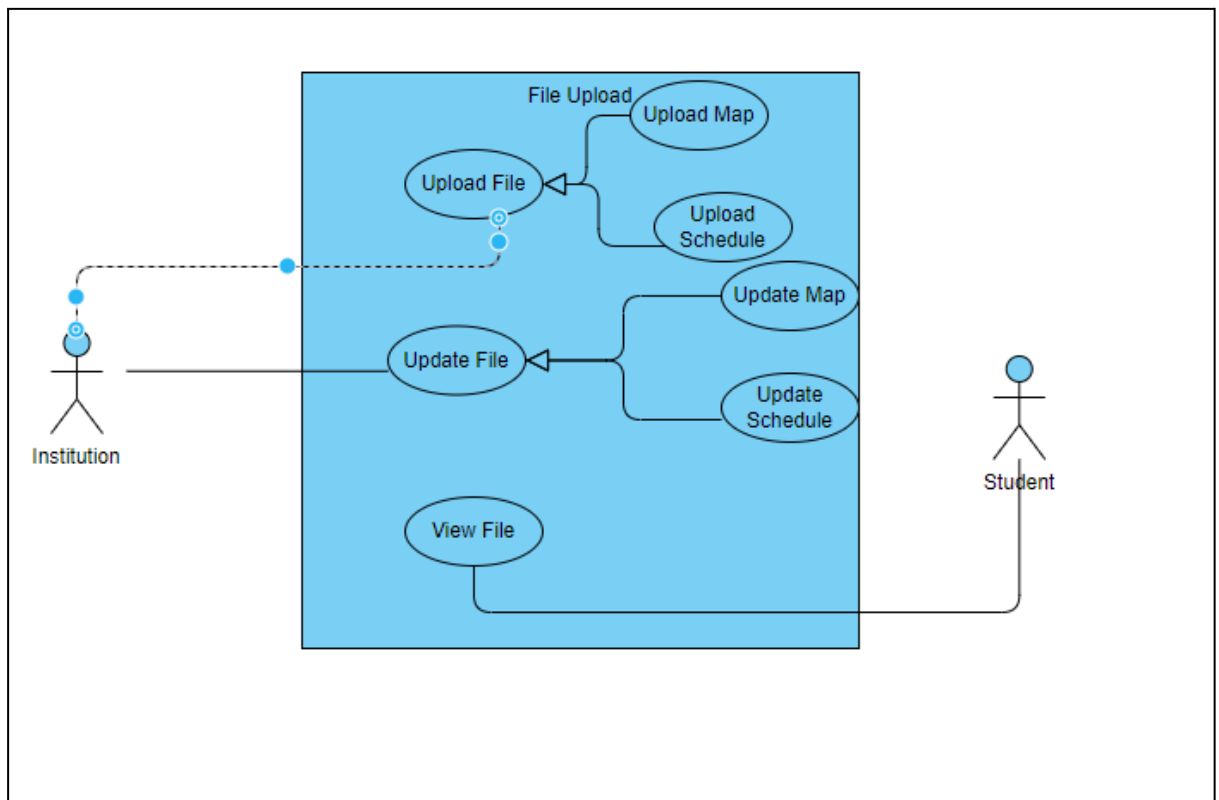 File Upload
Upload Map
Upload File
Upload
Schedule
Update Map
Update File
Update
Schedule
Institution
Student
View File